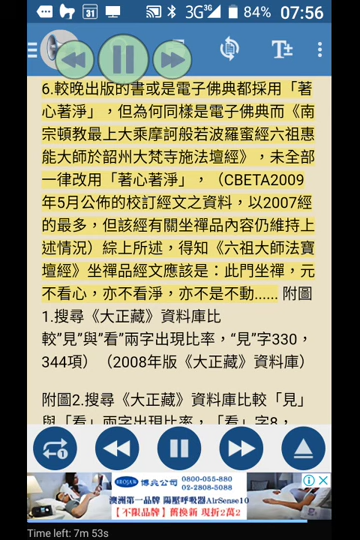 31
3G
3G
84%
07:56
T±
6.較晚出版的書或是電子佛典都採用「著
心著淨」，但為何同樣是電子佛典而《南
宗頓教最上大乘摩訶般若波羅蜜經六祖惠
能大師於韶州大梵寺施法壇經》，未全部
一律改用「著心著淨」，（CBETA2009
年5月公佈的校訂經文之資料，以2007經
的最多，但該經有關坐禪品內容仍維持上
述情況）綜上所述，得知《六祖大師法寶
壇經》坐禪品經文應該是：此門坐禪，元
不看心，亦不看淨，亦不是不動...... 附圖
1.搜尋《大正藏》資料庫比
較”見”與”看”兩字出現比率，“見”字330，
344項）（2008年版《大正藏》資料庫）
附圖2.搜尋《大正藏》資料庫比較「見」
與「看」兩字出現比率，「看」字8，
1
博兆公司
0800-055-880
02-2808-5088
澳洲第一品牌 陽壓呼吸器AirSense10
【不限品牌】舊換新 現折2萬2
Time left: 7m 53s